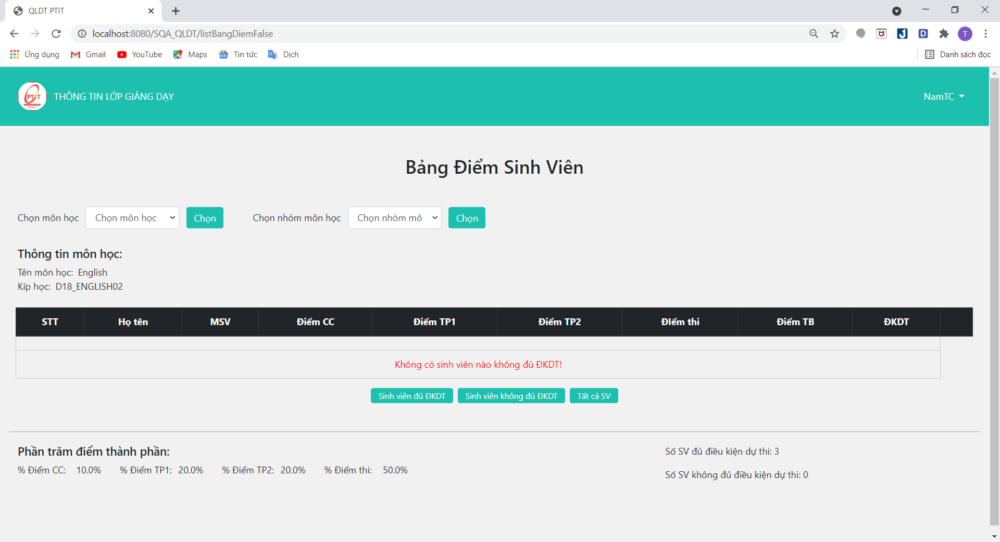 QLDT PTIT
localhost:8080/SQA_QLDT/listBangDiemFalse
T
Ứng dụng Gmail YouTube Maps Tin tức Dịch Danh sách đọc
PTIT THÔNG TIN LỚP GIẢNG DẠY NamTC
Bảng Điểm Sinh Viên
Chọn môn học Chọn môn học Chọn Chọn nhóm môn học Chọn nhóm mô Chọn
Thông tin môn học:
Tên môn học: English
Kíp học: D18_ENGLISH02
STT Họ tên MSV Điểm CC Điểm TP1 Điểm TP2 ĐIểm thi Điểm TB ĐKDT
Không có sinh viên nào không đủ ĐKDT!
Sinh viên đủ ĐKDT Sinh viên không đủ ĐKDT Tất cả SV
Phần trăm điểm thành phần:
% Điểm CC: 10.0% % Điểm TP1: 20.0% % Điểm TP2: 20.0% % Điểm thi: 50.0%
Số SV đủ điều kiện dự thi: 3
Số SV không đủ điều kiện dự thi: 0